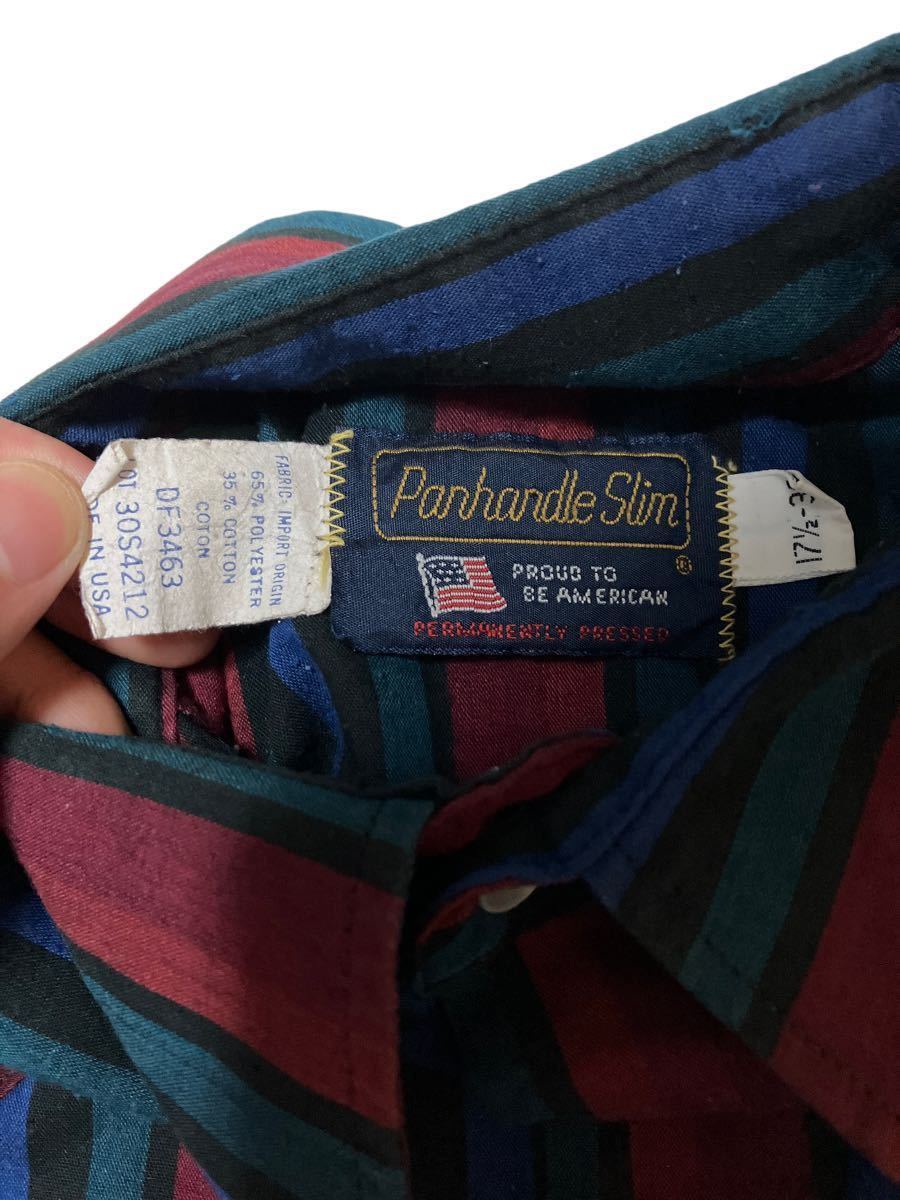 Panhandle Slim
®
PROUD TO
BE AMERICAN
PERMANENTLY PRESSED
FABRIC: IMPORT ORIGIN
65% POLYESTER
35% COTTON
COTON
DF3463
30S4212
IN USA
17½-3